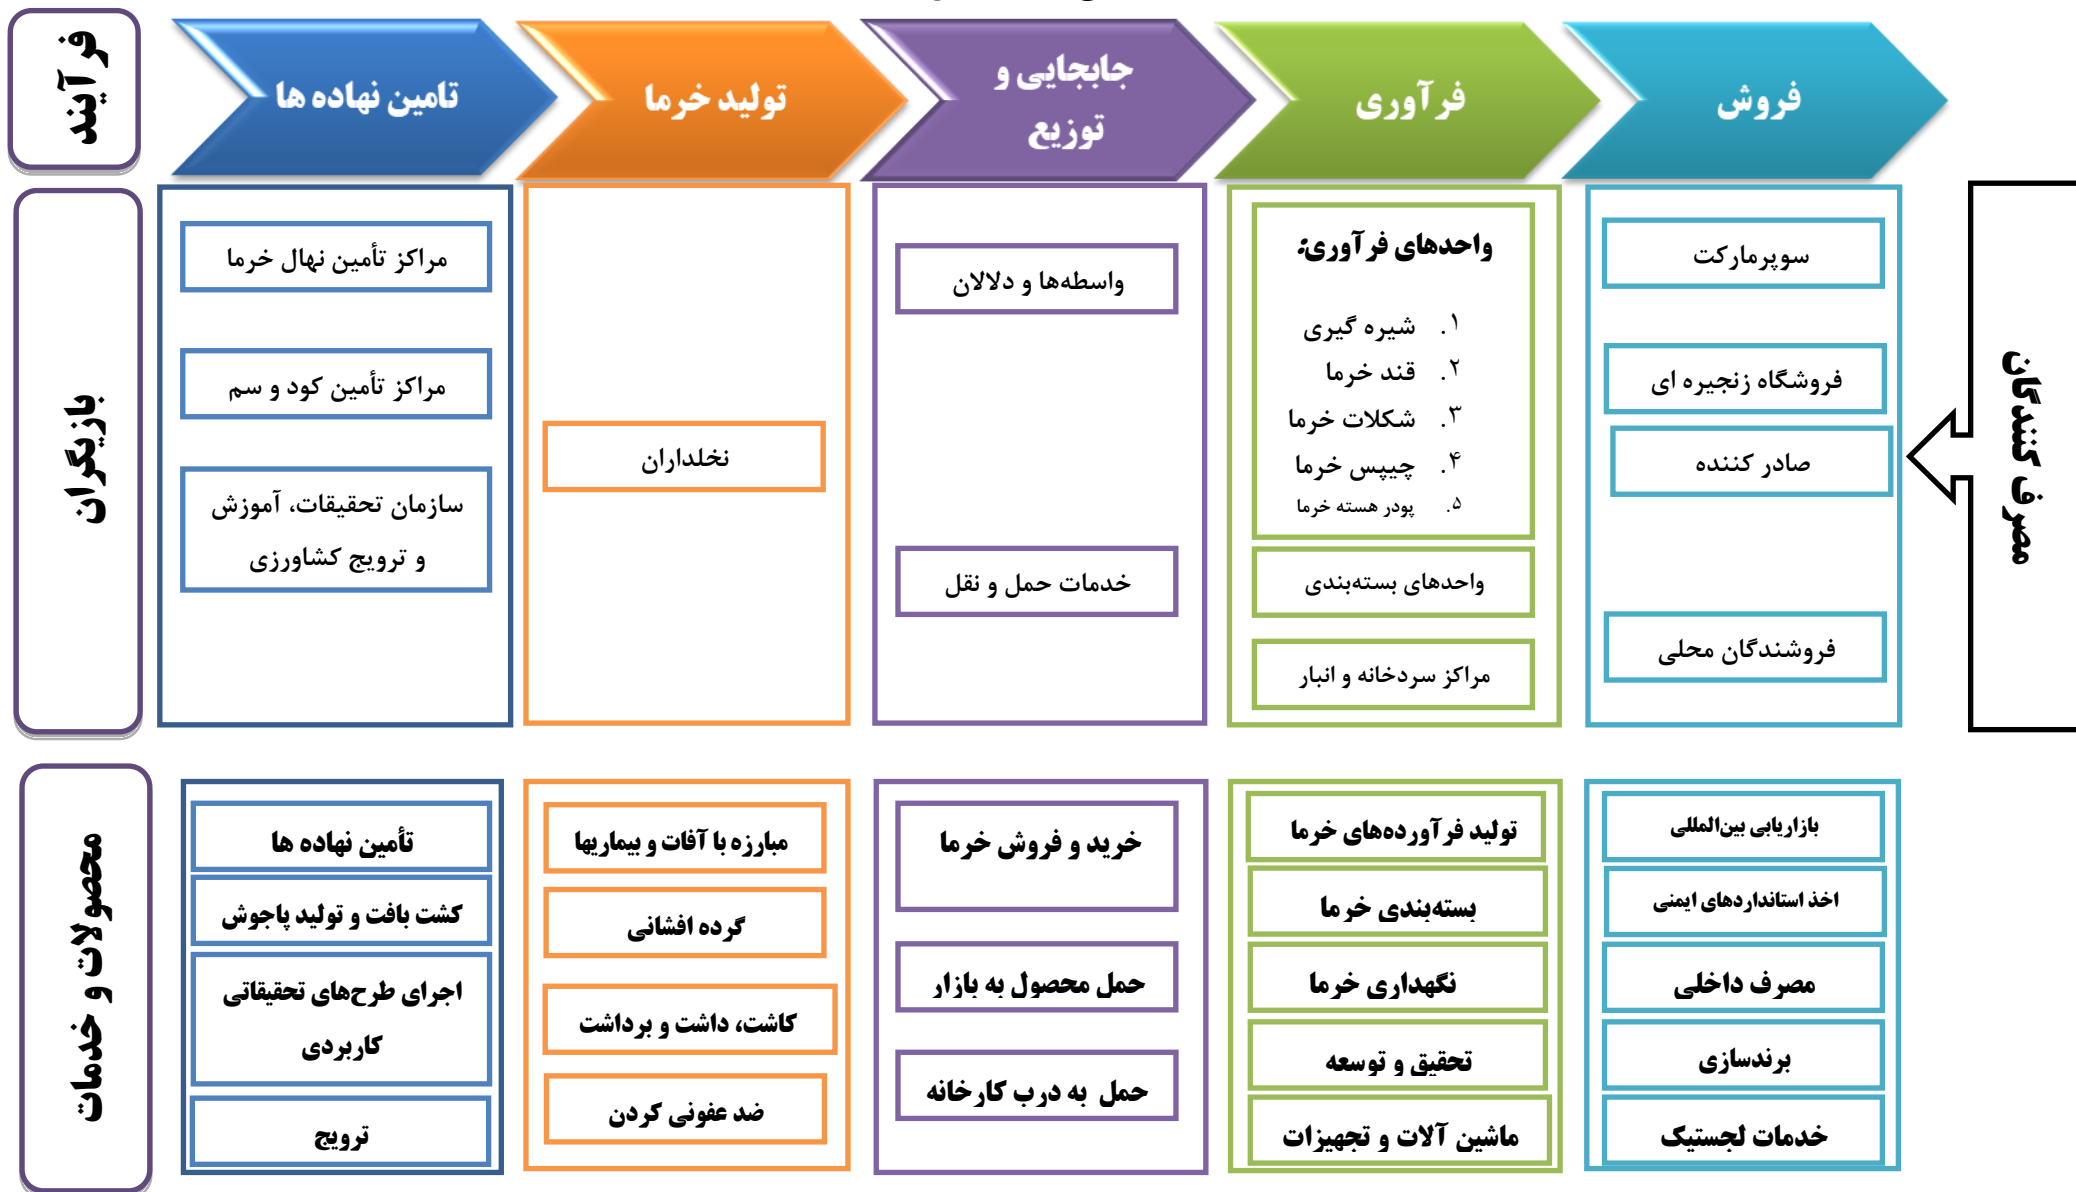 فرآیند
تامین نهاده ها
تولید خرما
جابجایی و
توزیع
فرآوری
فروش
بازیگران
مراکز تأمین نهال خرما
مراکز تأمین کود و سم
سازمان تحقیقات، آموزش
و ترویج کشاورزی
نخلداران
واسطه‌ها و دلالان
خدمات حمل و نقل
واحدهای فرآوری:
۱. شیره گیری
۲. قند خرما
۳. شکلات خرما
۴. چیپس خرما
۵. پودر هسته خرما
واحدهای بسته‌بندی
مراکز سردخانه و انبار
سوپرمارکت
فروشگاه زنجیره ای
صادر کننده
فروشندگان محلی
مصرف کنندگان
محصولات و خدمات
تأمین نهاده ها
کشت بافت و تولید پاجوش
اجرای طرح‌های تحقیقاتی
کاربردی
ترویج
مبارزه با آفات و بیماریها
گرده افشانی
کاشت، داشت و برداشت
ضد عفونی کردن
خرید و فروش خرما
حمل محصول به بازار
حمل به درب کارخانه
تولید فرآورده‌های خرما
بسته‌بندی خرما
نگهداری خرما
تحقیق و توسعه
ماشین آلات و تجهیزات
بازاریابی بین‌المللی
اخذ استانداردهای ایمنی
مصرف داخلی
برندسازی
خدمات لجستیک